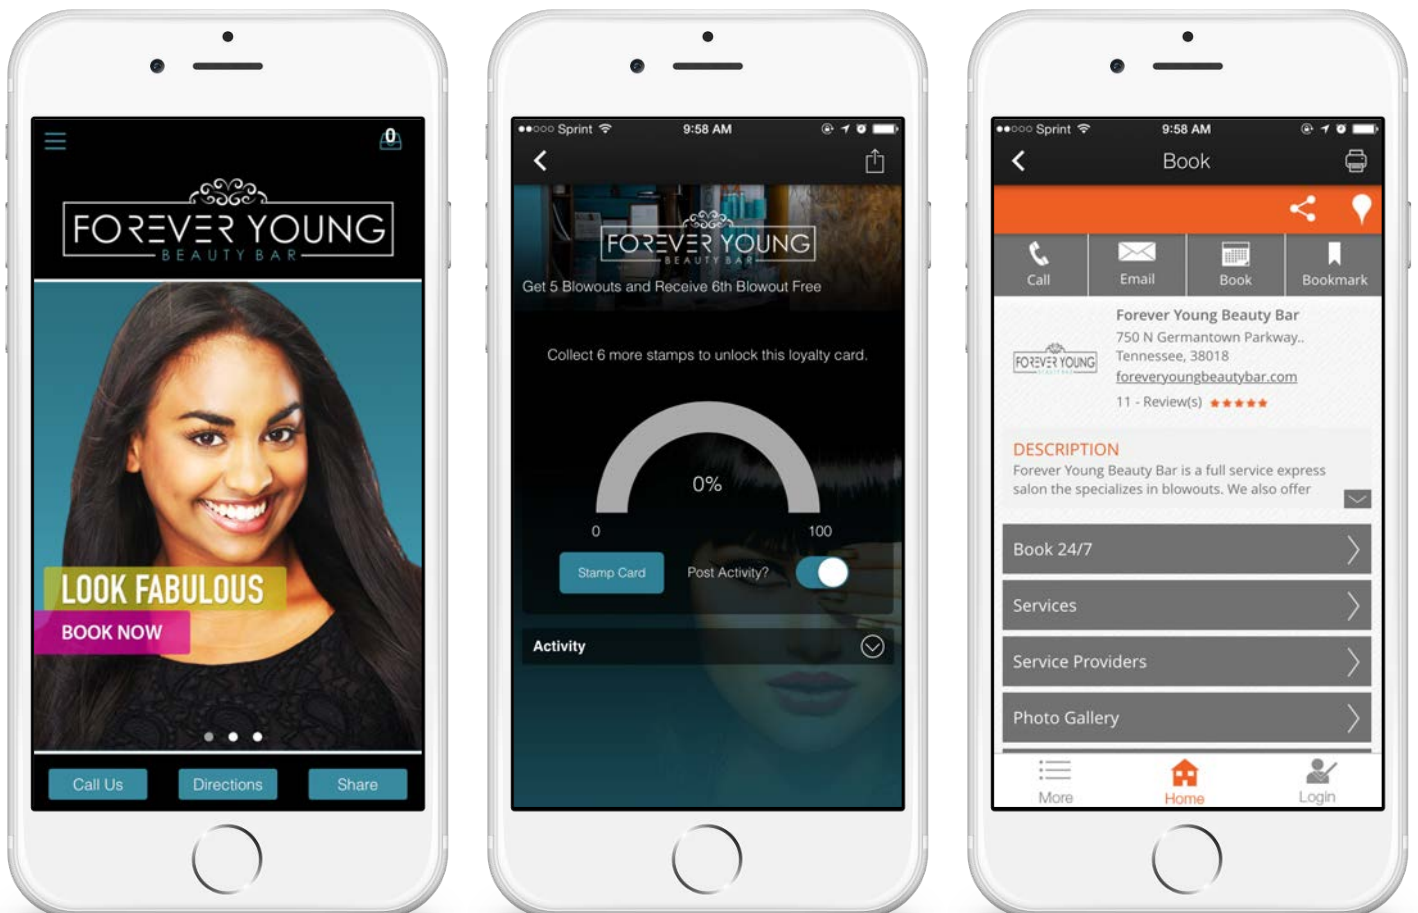 0
FOREVER YOUNG
BEAUTY BAR
LOOK FABULOUS
BOOK NOW
Call Us
Directions
Share
Sprint
9:58 AM
FOREVER YOUNG
BEAUTY BAR
Get 5 Blowouts and Receive 6th Blowout Free
Collect 6 more stamps to unlock this loyalty card.
0%
0
100
Stamp Card
Post Activity?
Activity
Sprint
9:58 AM
Book
Call
Email
Book
Bookmark
FOREVER YOUNG
BEAUTY BAR
Forever Young Beauty Bar
750 N Germantown Parkway..
Tennessee, 38018
foreveryoungbeautybar.com
11 - Review(s)
DESCRIPTION
Forever Young Beauty Bar is a full service express
salon the specializes in blowouts. We also offer
Book 24/7
Services
Service Providers
Photo Gallery
More
Home
Login